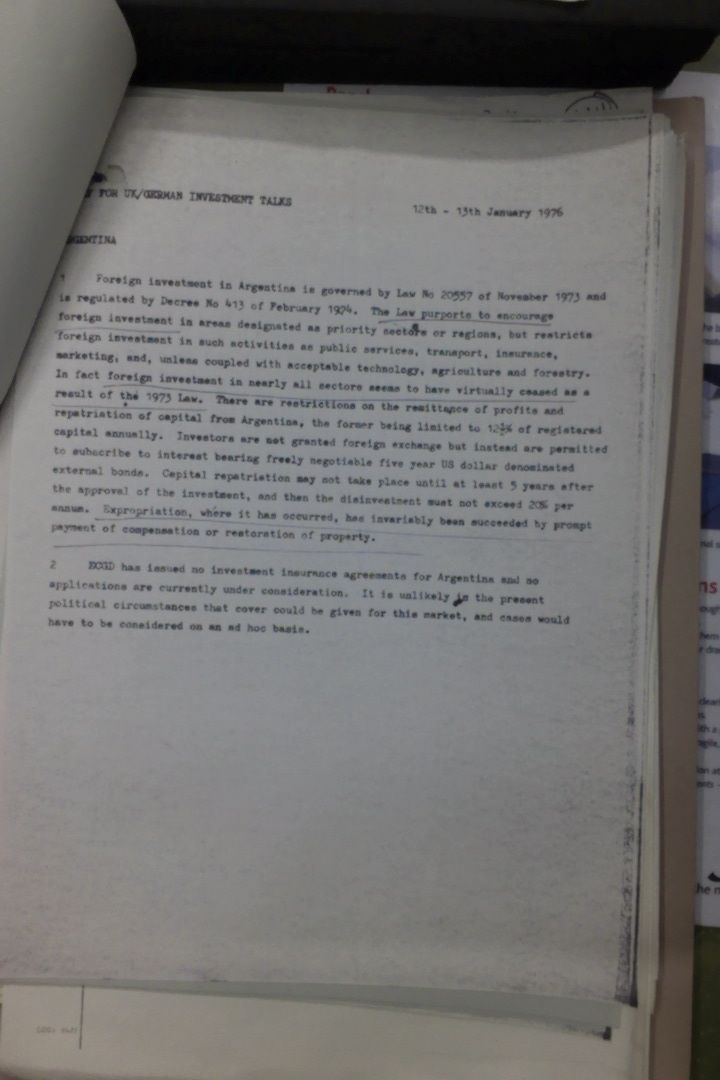 FOR UK/GERMAN INVESTMENT TALKS
12th - 13th January 1976
ARGENTINA
1 Foreign investment in Argentina is governed by Law No 20557 of November 1973 and
is regulated by Decree No 413 of February 1974. The Law purports to encourage
foreign investment in areas designated as priority sectors or regions, but restricts
foreign investment in such activities as public services, transport, insurance,
marketing, and, unless coupled with acceptable technology, agriculture and forestry.
In fact foreign investment in nearly all sectors seems to have virtually ceased as a
result of the 1973 Law. There are restrictions on the remittance of profits and
repatriation of capital from Argentina, the former being limited to 12½% of registered
capital annually. Investors are not granted foreign exchange but instead are permitted
to subscribe to interest bearing freely negotiable five year US dollar denominated
external bonds. Capital repatriation may not take place until at least 5 years after
the approval of the investment, and then the disinvestment must not exceed 20% per
annum. Expropriation, where it has occurred, has invariably been succeeded by prompt
payment of compensation or restoration of property.
2 ECGD has issued no investment insurance agreements for Argentina and no
applications are currently under consideration. It is unlikely in the present
political circumstances that cover could be given for this market, and cases would
have to be considered on an ad hoc basis.